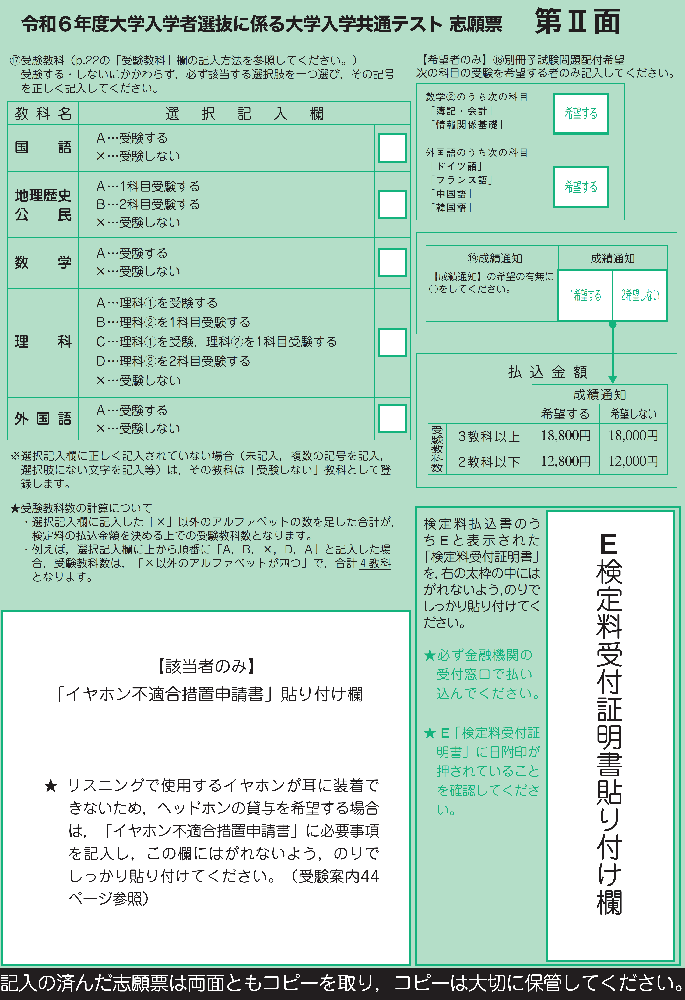 令和６年度大学入学者選抜に係る大学入学共通テスト 志願票　第Ⅱ面
⑰受験教科（p.22の「受験教科」欄の記入方法を参照してください。）
受験する・しないにかかわらず，必ず該当する選択肢を一つ選び，その記号
を正しく記入してください。
教科名　選択記入欄
国語
A…受験する
×…受験しない
地理歴史
公民
A…1科目受験する
B…2科目受験する
×…受験しない
数学
A…受験する
×…受験しない
理科
A…理科①を受験する
B…理科②を1科目受験する
C…理科①を受験，理科②を1科目受験する
D…理科②を2科目受験する
×…受験しない
外国語
A…受験する
×…受験しない
※選択記入欄に正しく記入されていない場合（未記入，複数の記号を記入，
選択肢にない文字を記入等）は，その教科は「受験しない」教科として登
録します。
★受験教科数の計算について
・選択記入欄に記入した「×」以外のアルファベットの数を足した合計が，
検定料の払込金額を決める上での受験教科数となります。
・例えば，選択記入欄に上から順番に「A，B，×，D，A」と記入した場
合，受験教科数は，「×以外のアルファベットが四つ」で，合計４教科
となります。
【希望者のみ】⑱別冊子試験問題配付希望
次の科目の受験を希望する者のみ記入してください。
数学②のうち次の科目
「簿記・会計」
「情報関係基礎」
希望する
外国語のうち次の科目
「ドイツ語」
「フランス語」
「中国語」
「韓国語」
希望する
⑲成績通知　成績通知
【成績通知】の希望の有無に
○をしてください。
1希望する　2希望しない
払込金額
成績通知
希望する　希望しない
受験教科数
3教科以上　18,800円　18,000円
2教科以下　12,800円　12,000円
検定料払込書のう
ちEと表示された
「検定料受付証明書」
を，右の太枠の中には
がれないよう，のりで
しっかり貼り付けてく
ださい。
★必ず金融機関の
受付窓口で払い
込んでください。
★E「検定料受付証
明書」に日附印が
押されていること
を確認してくださ
い。
E検定料受付証明書貼り付け欄
【該当者のみ】
「イヤホン不適合措置申請書」貼り付け欄
★ リスニングで使用するイヤホンが耳に装着で
きないため，ヘッドホンの貸与を希望する場合
は，「イヤホン不適合措置申請書」に必要事項
を記入し，この欄にはがれないよう，のりで
しっかり貼り付けてください。（受験案内44
ページ参照）
記入の済んだ志願票は両面ともコピーを取り，コピーは大切に保管してください。